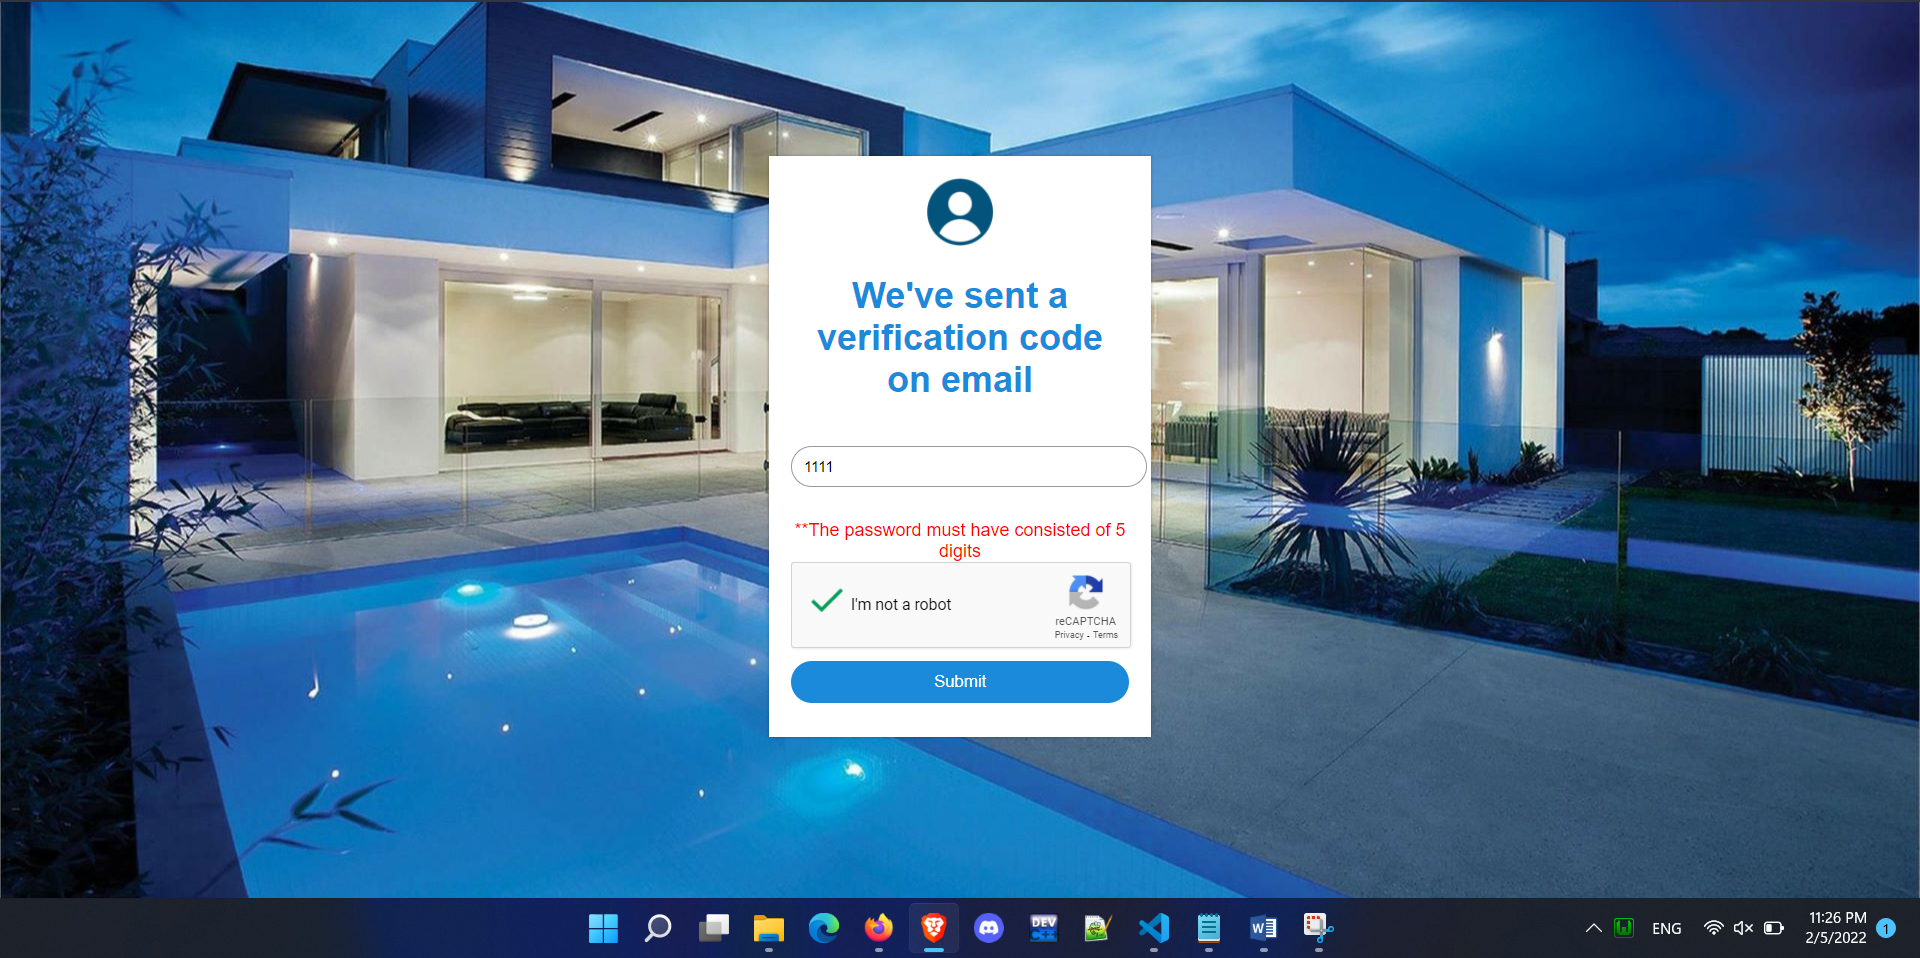 We've sent a
verification code
on email
1111
**The password must have consisted of 5
digits
I'm not a robot
reCAPTCHA
Privacy - Terms
Submit
DEV
C++
W
ENG
11:26 PM
2/5/2022
1